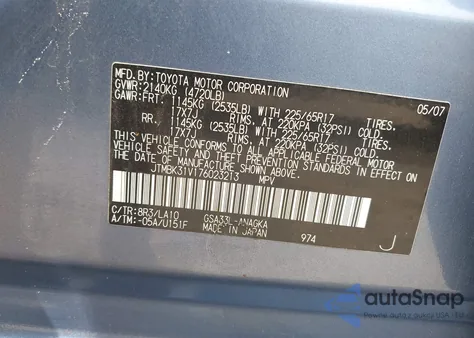 MFD.BY:TOYOTA MOTOR CORPORATION 05/07
GVWR:2140KG (4720LB)
GAWR:FRT. 1145KG (2535LB) WITH 225/65R17 TIRES.
17X7J RIMS.AT 220KPA (32PSI) COLD.
RR. 1145KG (2535LB) WITH 225/65R17 TIRES.
17X7J RIMS.AT 220KPA (32PSI) COLD.
THIS VEHICLE CONFORMS TO ALL APPLICABLE FEDERAL MOTOR
VEHICLE SAFETY AND THEFT PREVENTION STANDARDS IN EFFECT
ON THE DATE OF MANUFACTURE SHOWN ABOVE.
JTMBK31V1760232T3 MPV
C/TR:8R3/LA10 GSA33L-ANAGKA
A/TM:-05A/U151F MADE IN JAPAN 974 J
autoSnap